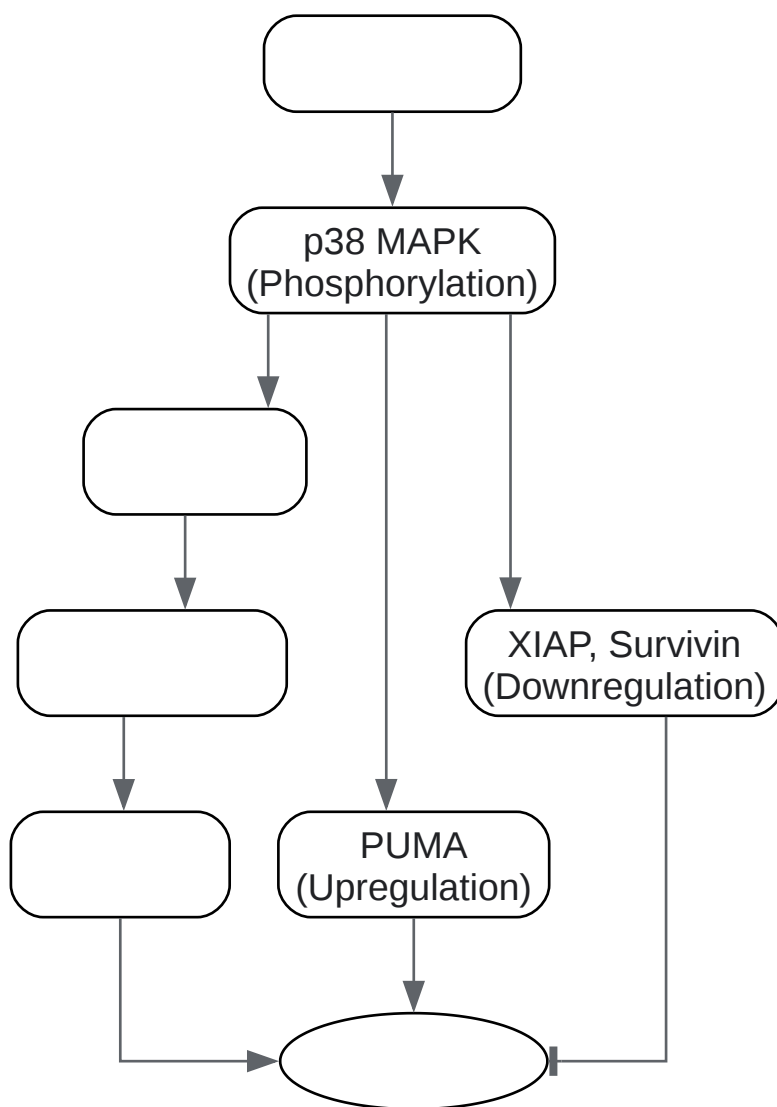 p38 MAPK
(Phosphorylation)
XIAP, Survivin
(Downregulation)
PUMA
(Upregulation)